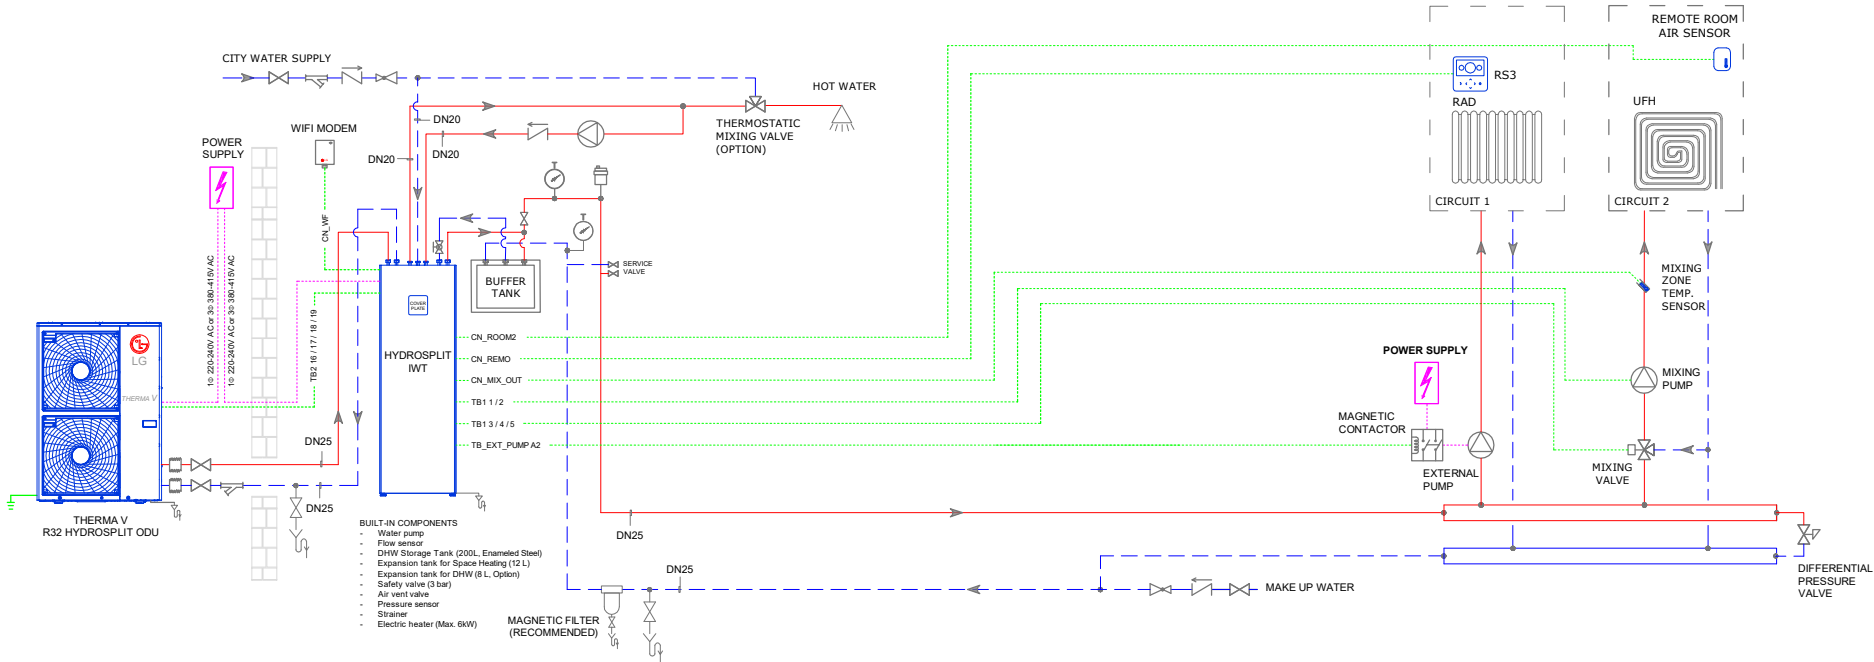 CITY WATER SUPPLY
HOT WATER
THERMOSTATIC
MIXING VALVE
(OPTION)
DN20
DN20
DN20
WIFI MODEM
POWER
SUPPLY
CN_WF
1Φ 220-240V AC or 3Φ 380-415V AC
1Φ 220-240V AC or 3Φ 380-415V AC
TB2 16 / 17 / 18 / 19
T
T
SERVICE
VALVE
BUFFER
TANK
COVER
PLATE
HYDROSPLIT
IWT
CN_ROOM2
CN_REMO
CN_MIX_OUT
TB1 1 / 2
TB1 3 / 4 / 5
TB_EXT_PUMP A2
LG
THERMA V
THERMA V
R32 HYDROSPLIT ODU
DN25
DN25
BUILT-IN COMPONENTS
- Water pump
- Flow sensor
- DHW Storage Tank (200L, Enameled Steel)
- Expansion tank for Space Heating (12 L)
- Expansion tank for DHW (8 L, Option)
- Safety valve (3 bar)
- Air vent valve
- Pressure sensor
- Strainer
- Electric heater (Max. 6kW)
DN25
DN25
MAGNETIC FILTER
(RECOMMENDED)
MAKE UP WATER
REMOTE ROOM
AIR SENSOR
RS3
RAD
UFH
CIRCUIT 1
CIRCUIT 2
MIXING
ZONE
TEMP.
SENSOR
POWER SUPPLY
MIXING
PUMP
MAGNETIC
CONTACTOR
EXTERNAL
PUMP
MIXING
VALVE
DIFFERENTIAL
PRESSURE
VALVE